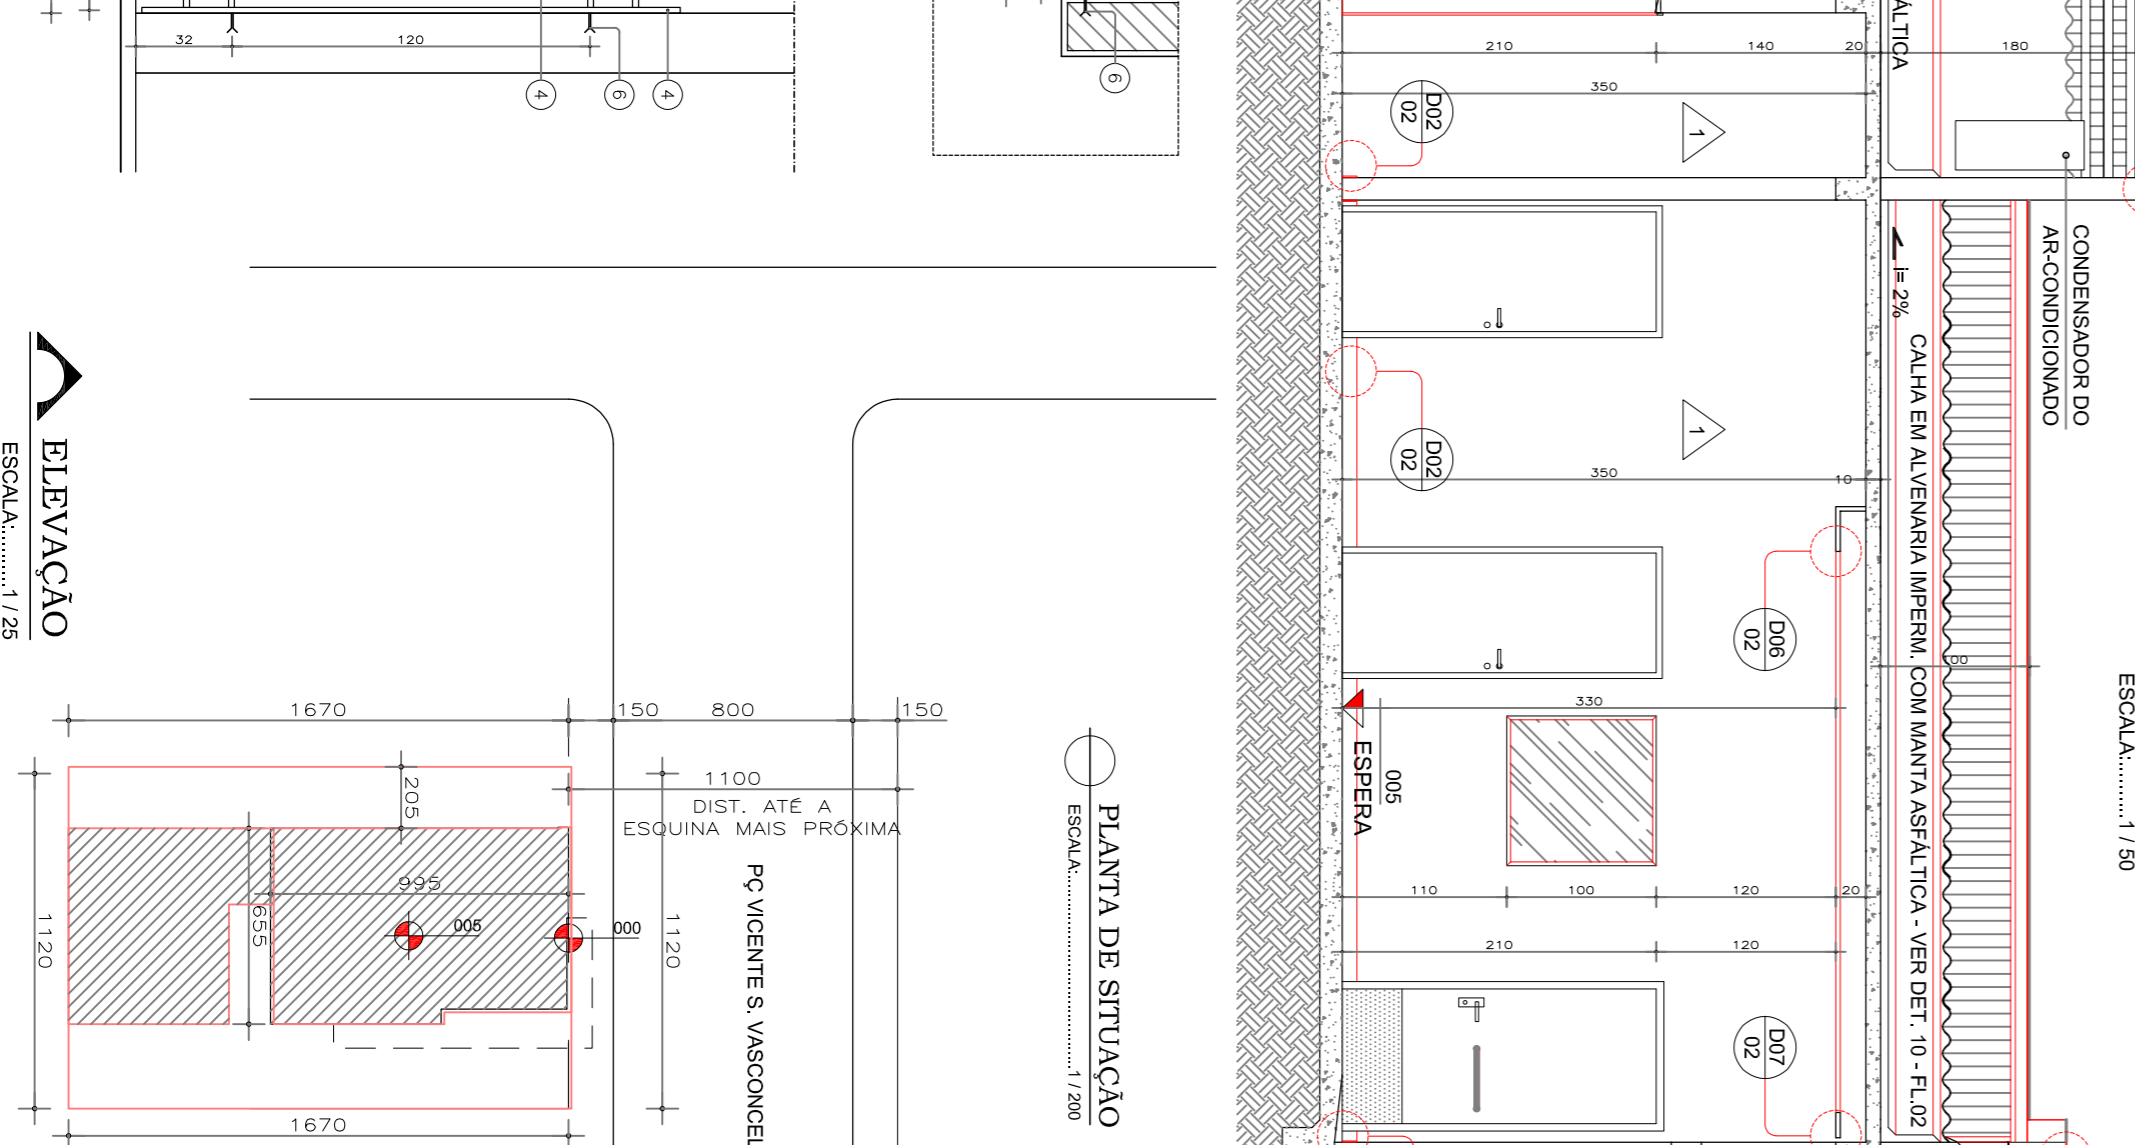 32
120
4
6
4
6
ELEVAÇÃO
ESCALA:..........1 / 25
1670
150
800
150
1100
DIST. ATÉ A
ESQUINA MAIS PRÓXIMA
205
995
655
005
000
1120
1120
1670
PÇ VICENTE S. VASCONCEL
PLANTA DE SITUAÇÃO
ESCALA:..........1 / 200
210
140
20
180
350
D02
02
1
ÁLTICA
CONDENSADOR DO
AR-CONDICIONADO
i= 2%
CALHA EM ALVENARIA IMPERM. COM MANTA ASFÁLTICA - VER DET. 10 - FL.02
D02
02
1
350
10
D06
02
100
330
005
ESPERA
110
100
120
20
210
120
D07
02
ESCALA:..........1 / 50